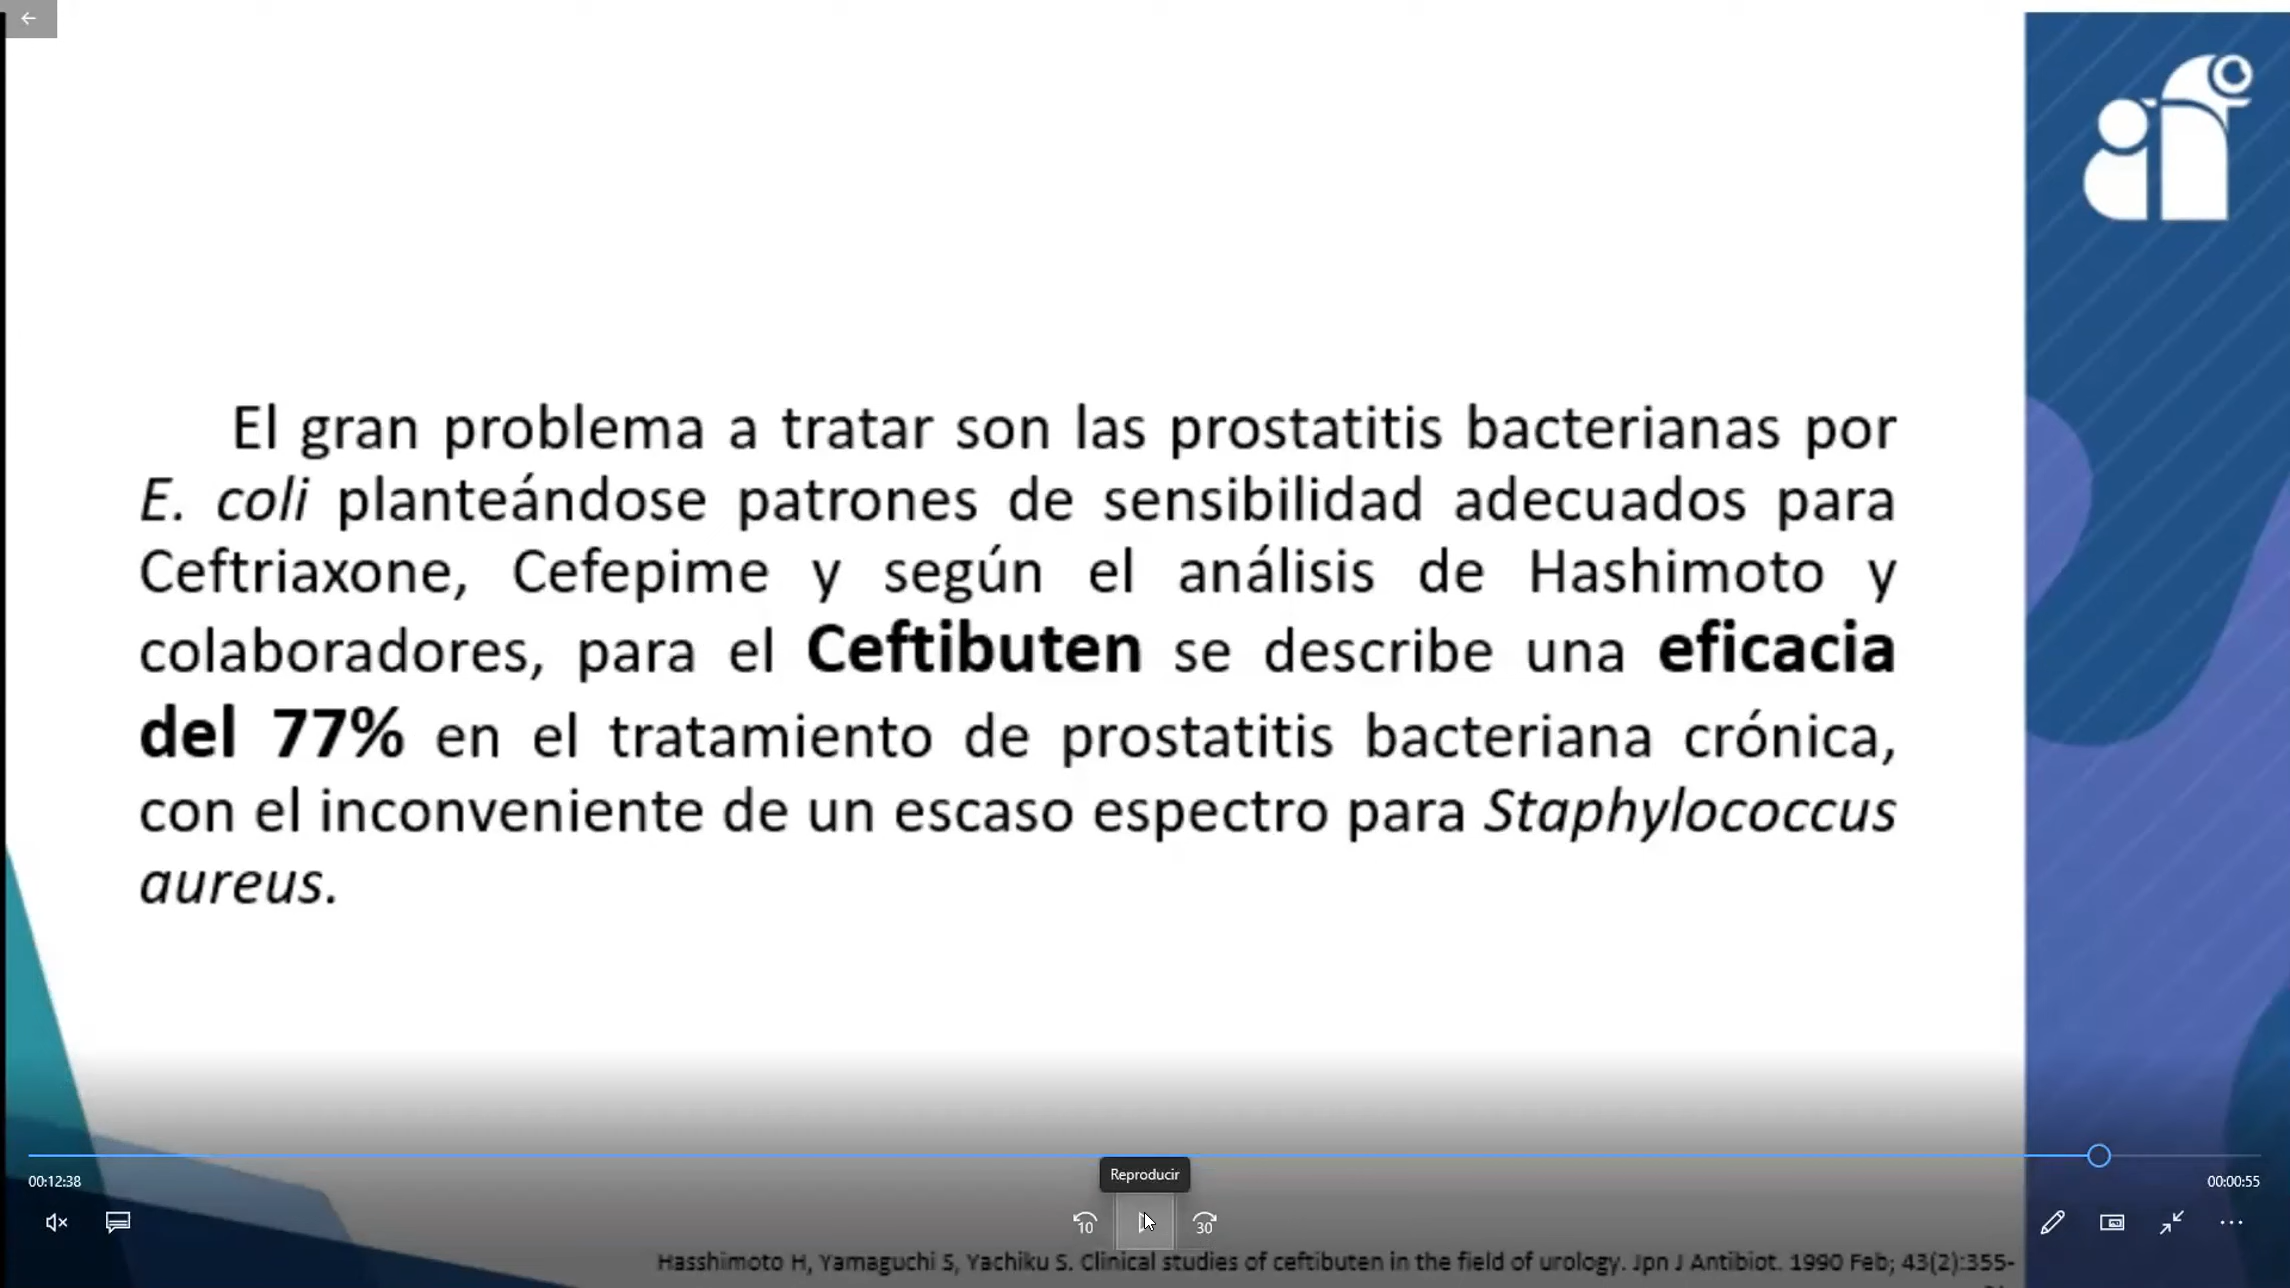 El gran problema a tratar son las prostatitis bacterianas por
E. coli planteándose patrones de sensibilidad adecuados para
Ceftriaxone, Cefepime y según el análisis de Hashimoto y
colaboradores, para el Ceftibuten se describe una eficacia
del 77% en el tratamiento de prostatitis bacteriana crónica,
con el inconveniente de un escaso espectro para Staphylococcus
aureus.
Reproducir
00:12:38
00:00:55
10
30
Hasshimoto H, Yamaguchi S, Yachiku S. Clinical studies of ceftibuten in the field of urology. Jpn J Antibiot. 1990 Feb; 43(2):355-